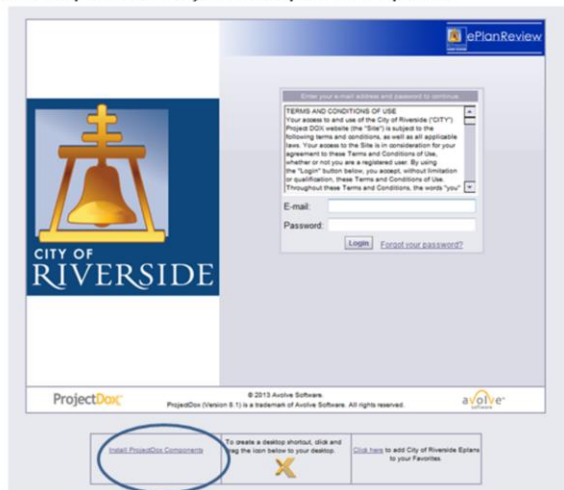 ePlanReview
Enter your e-mail address and password to continue
TERMS AND CONDITIONS OF USE
Your access to and use of the City of Riverside ("CITY")
Project DOX website (the "Site") is subject to the
following terms and conditions, as well as all applicable
laws. Your access to the Site is in consideration for your
agreement to these Terms and Conditions of Use,
whether or not you are a registered user. By using
the "Login" button below, you accept, without limitation
or qualification, these Terms and Conditions of Use.
Throughout these Terms and Conditions, the words "you"
E-mail:
Password:
Login Forgot your password?
CITY OF
RIVERSIDE
ProjectDox
© 2013 Avolve Software.
ProjectDox (Version 8.1) is a trademark of Avolve Software. All rights reserved.
avolve
software
Install ProjectDox Components
To create a desktop shortcut, click and
drag the icon below to your desktop.
Click here to add City of Riverside Eplans
to your Favorites.